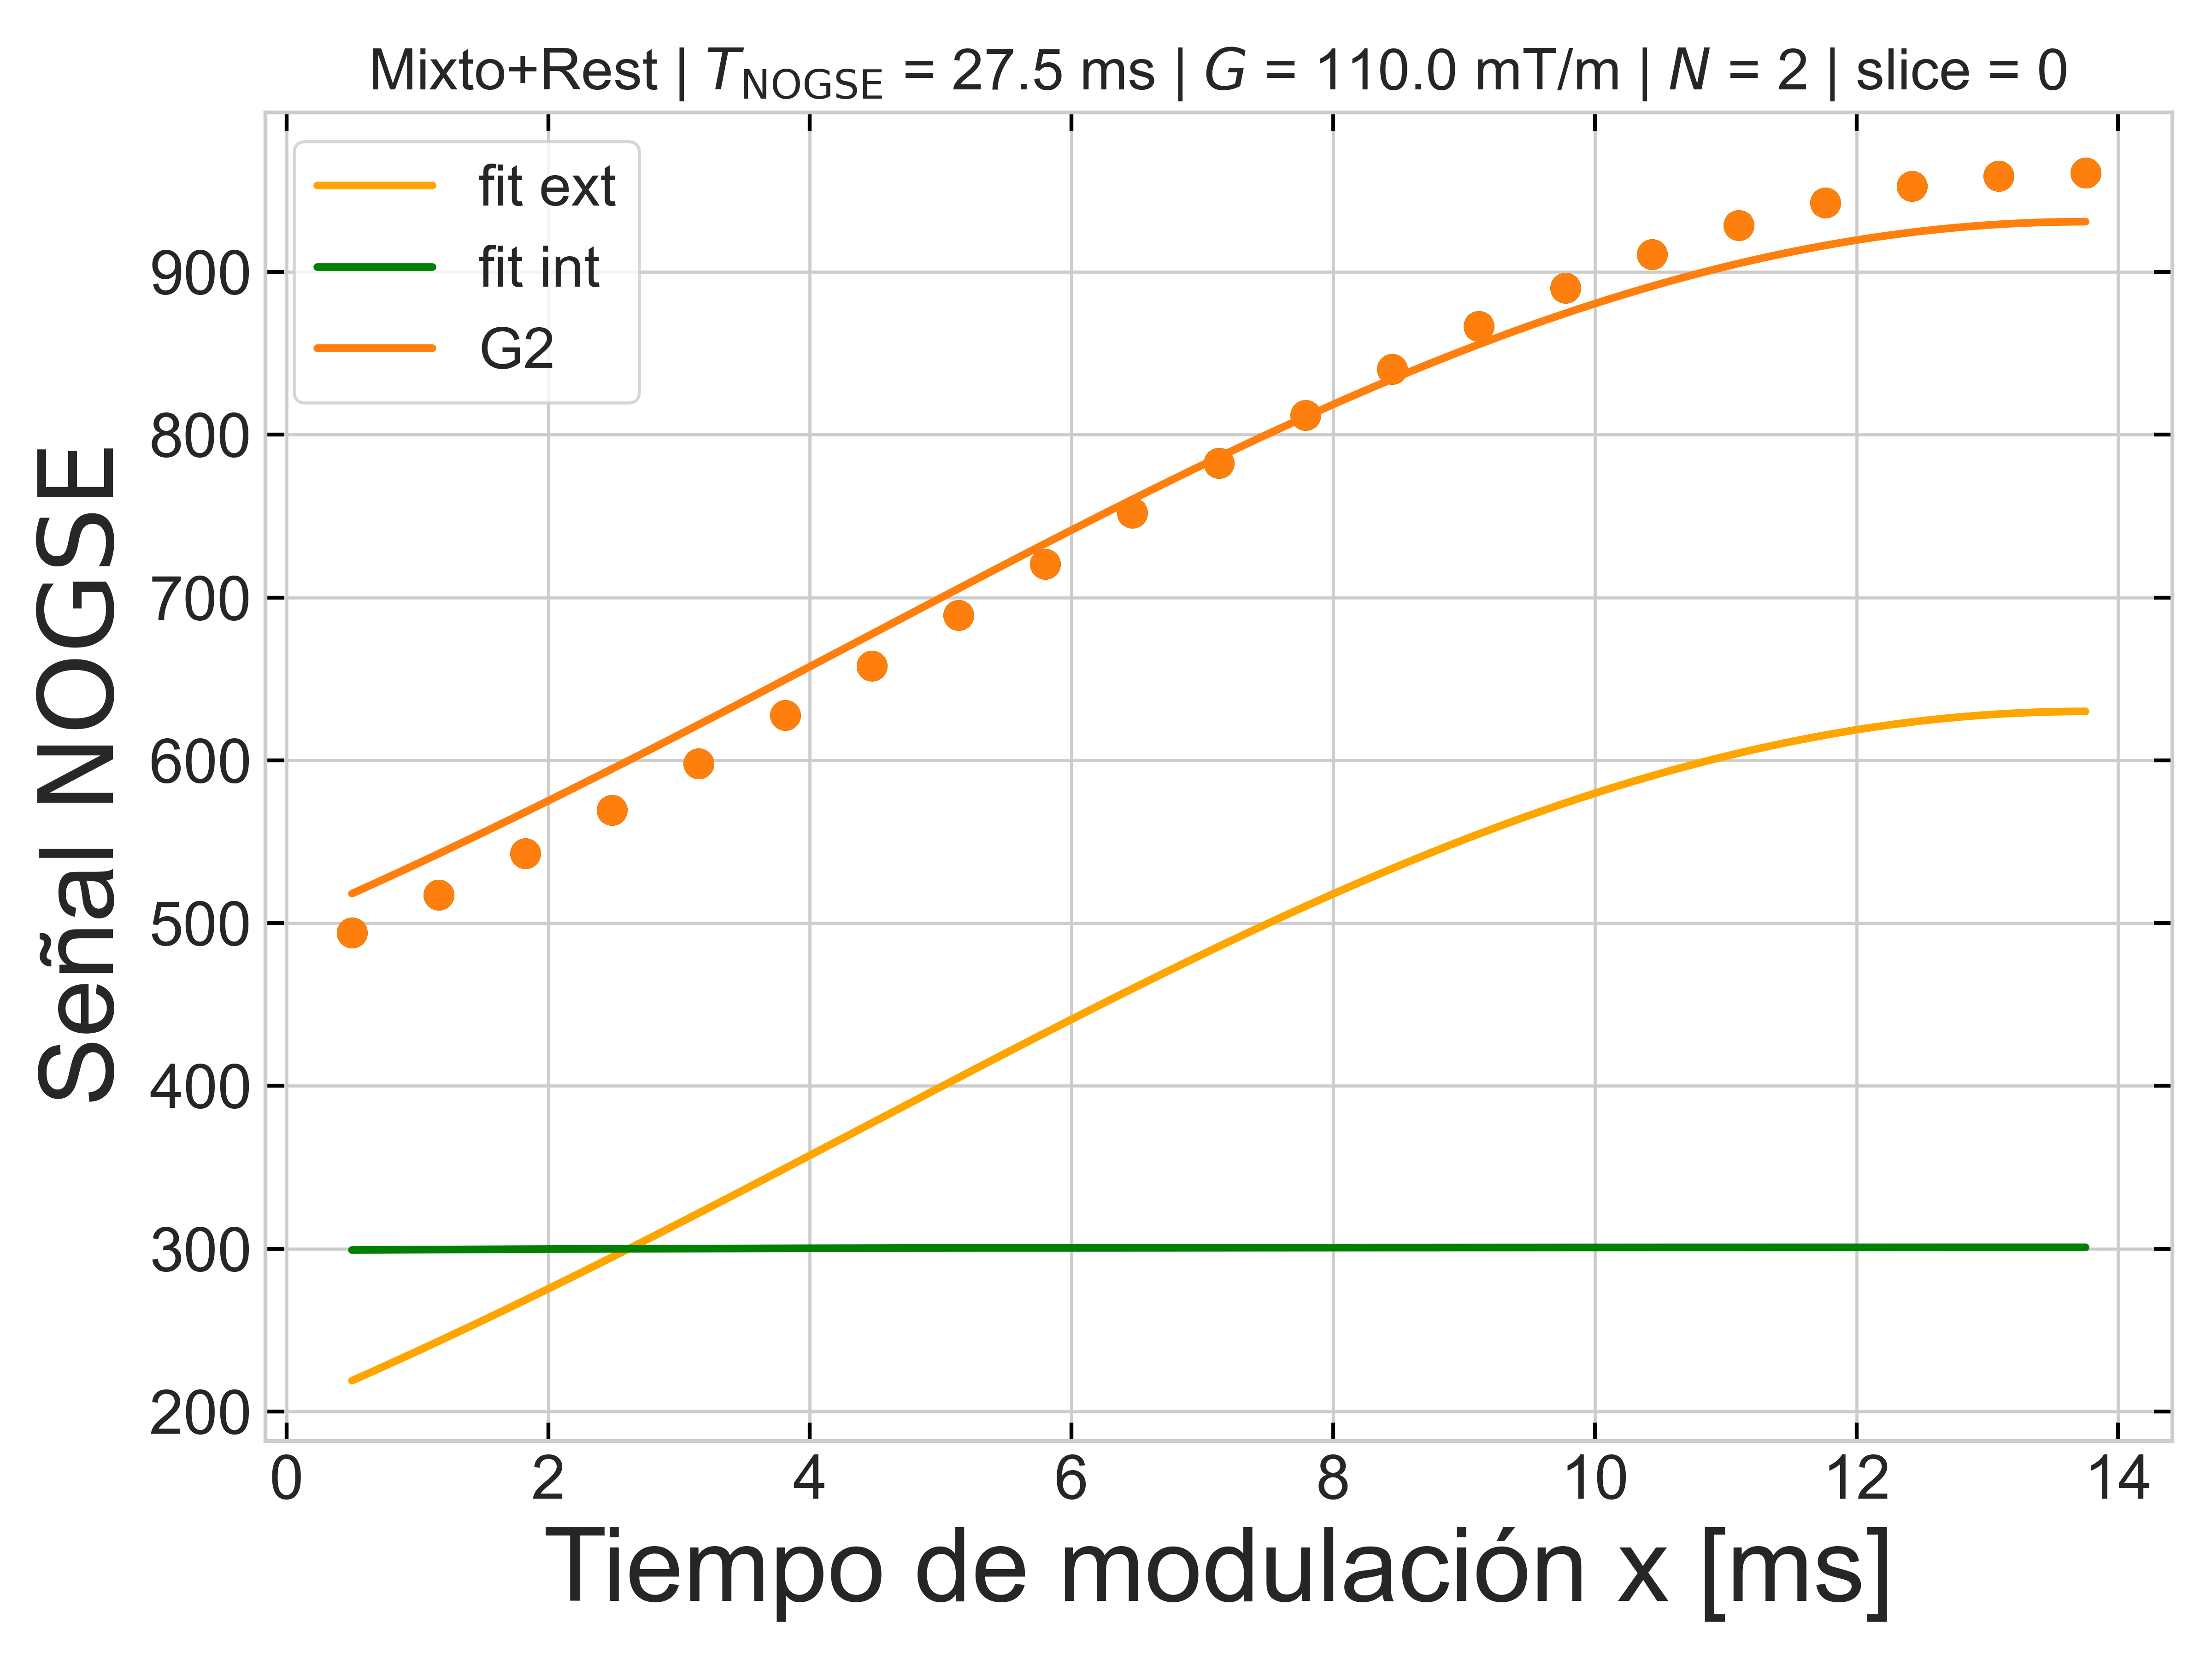 Mixto+Rest | T_NOGSE = 27.5 ms | G = 110.0 mT/m | N = 2 | slice = 0
fit ext
fit int
G2
Señal NOGSE
900
800
700
600
500
400
300
200
0 2 4 6 8 10 12 14
Tiempo de modulación x [ms]